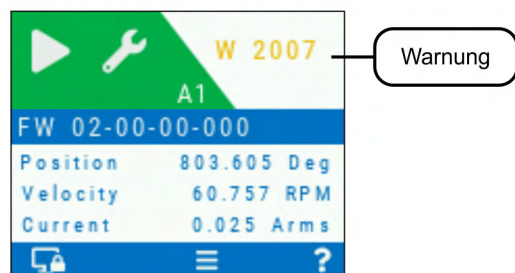 W 2007
Warnung
A1
FW 02-00-00-000
Position 803.605 Deg
Velocity 60.757 RPM
Current 0.025 Arms
?